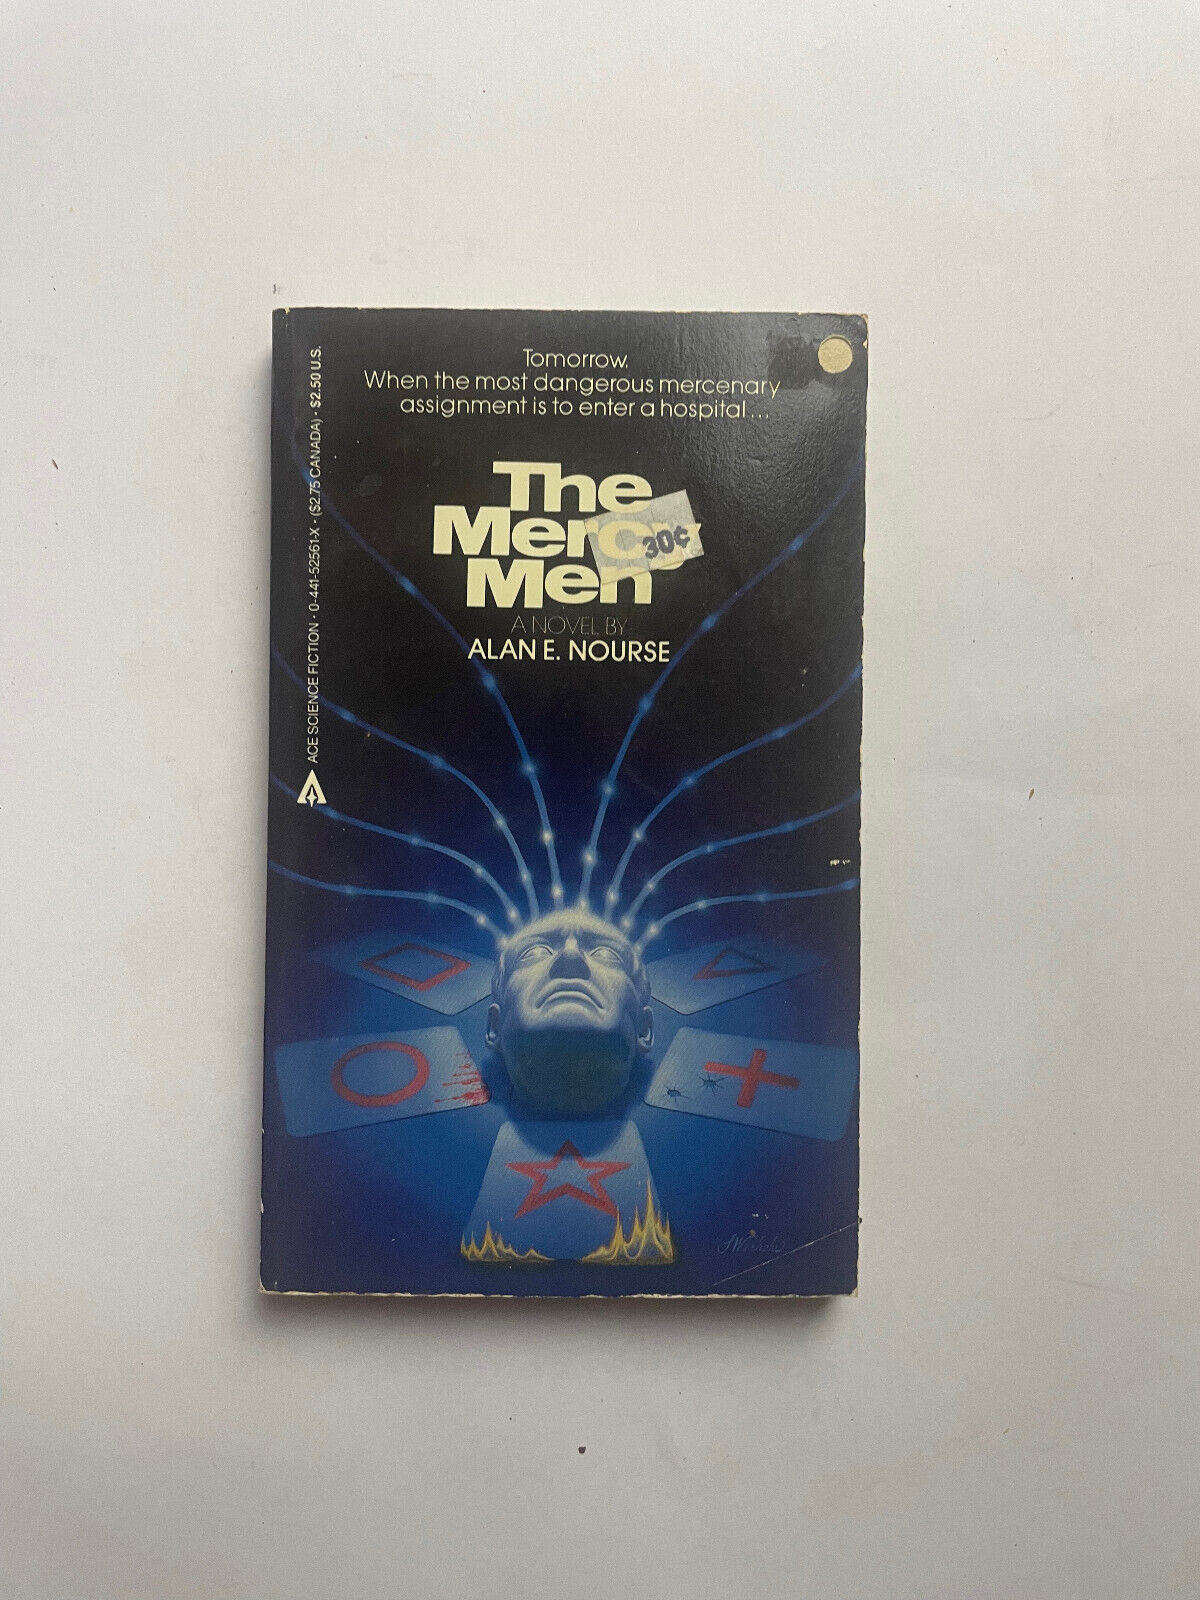 Tomorrow.
When the most dangerous mercenary
assignment is to enter a hospital...
The
Mercy
Men
30¢
A NOVEL BY
ALAN E. NOURSE
ACE SCIENCE FICTION · 0-441-52561-X · ($2.75 CANADA) · $2.50 U.S.